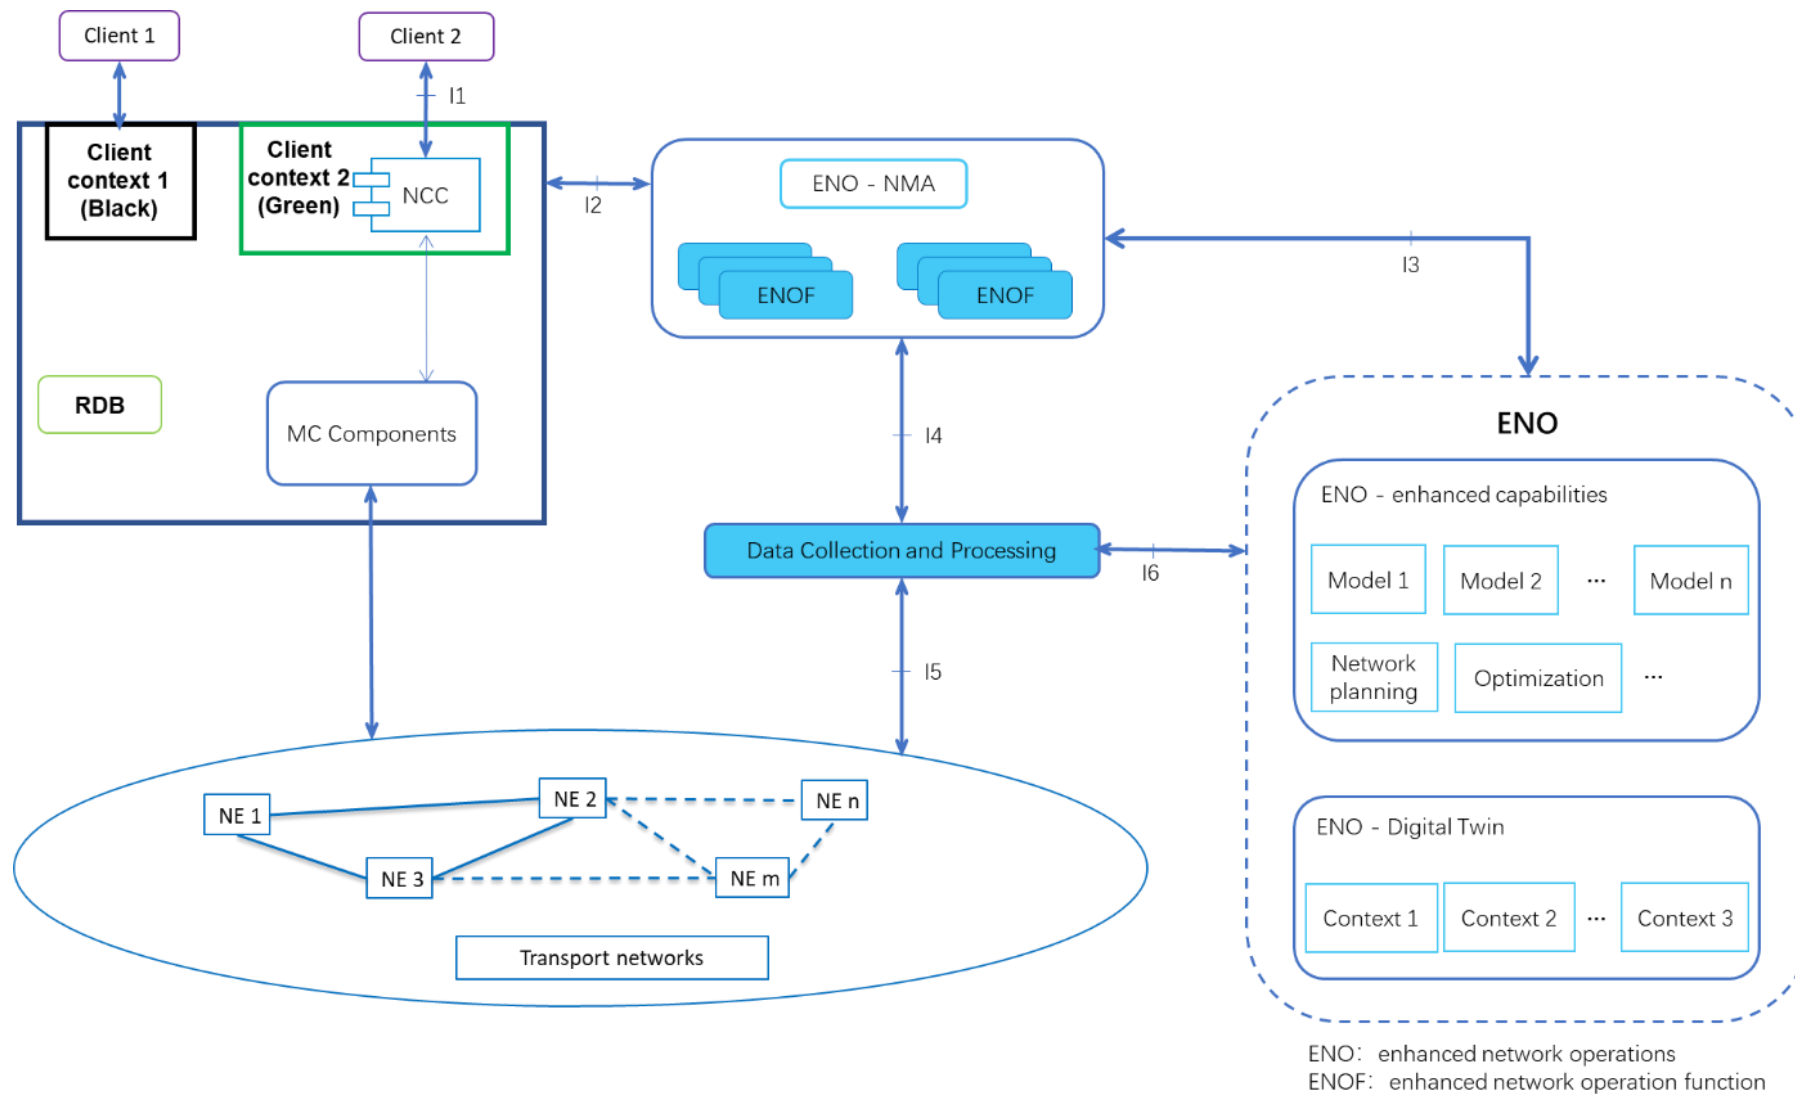 Client 1
Client 2
I1
Client
context 1
(Black)
Client
context 2
(Green)
NCC
I2
ENO - NMA
ENOF
ENOF
I3
RDB
MC Components
I4
Data Collection and Processing
I6
I5
ENO
ENO - enhanced capabilities
Model 1
Model 2
...
Model n
Network
planning
Optimization
...
ENO - Digital Twin
Context 1
Context 2
...
Context 3
NE 1
NE 2
NE n
NE 3
NE m
Transport networks
ENO: enhanced network operations
ENOF: enhanced network operation function